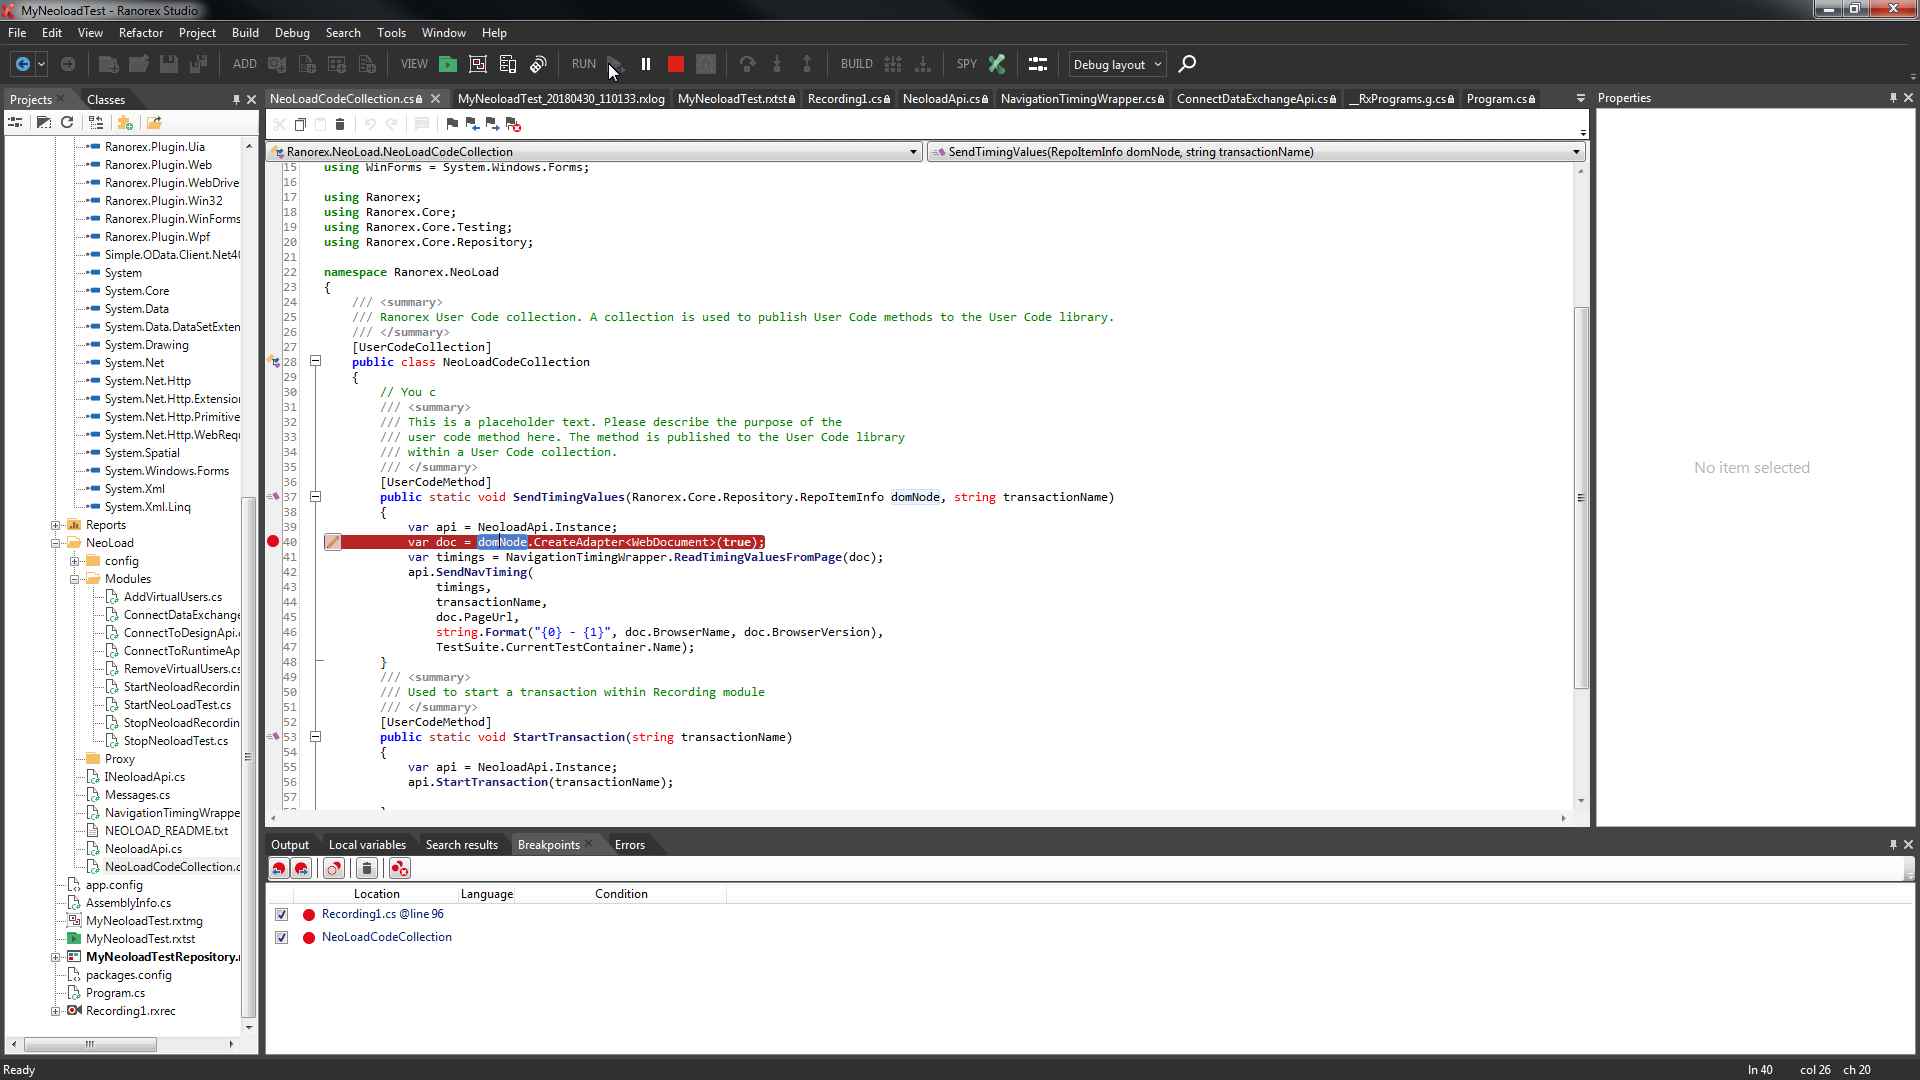 MyNeoloadTest - Ranorex Studio
File Edit View Refactor Project Build Debug Search Tools Window Help
ADD VIEW RUN BUILD SPY Debug layout
Projects Classes
NeoLoadCodeCollection.cs MyNeoloadTest_20180430_110133.rxlog MyNeoloadTest.rxtst Recording1.cs NeoloadApi.cs NavigationTimingWrapper.cs ConnectDataExchangeApi.cs __RxPrograms.g.cs Program.cs
Properties
Ranorex.NeoLoad.NeoLoadCodeCollection
SendTimingValues(RepoItemInfo domNode, string transactionName)
Ranorex.Plugin.Uia
Ranorex.Plugin.Web
Ranorex.Plugin.WebDrive
Ranorex.Plugin.Win32
Ranorex.Plugin.WinForms
Ranorex.Plugin.Wpf
Simple.OData.Client.Net40
System
System.Core
System.Data
System.Data.DataSetExten
System.Drawing
System.Net
System.Net.Http
System.Net.Http.Extension
System.Net.Http.Primitive
System.Net.Http.WebRequ
System.Spatial
System.Windows.Forms
System.Xml
System.Xml.Linq
Reports
NeoLoad
config
Modules
AddVirtualUsers.cs
ConnectDataExchange
ConnectToDesignApi.
ConnectToRuntimeAp
RemoveVirtualUsers.cs
StartNeoloadRecordin
StartNeoLoadTest.cs
StopNeoloadRecordin
StopNeoloadTest.cs
Proxy
INeoloadApi.cs
Messages.cs
NavigationTimingWrappe
NEOLOAD_README.txt
NeoloadApi.cs
NeoLoadCodeCollection.c
app.config
AssemblyInfo.cs
MyNeoloadTest.rxtmg
MyNeoloadTest.rxtst
MyNeoloadTestRepository.
packages.config
Program.cs
Recording1.rxrec
15 using WinForms = System.Windows.Forms;
16
17 using Ranorex;
18 using Ranorex.Core;
19 using Ranorex.Core.Testing;
20 using Ranorex.Core.Repository;
21
22 namespace Ranorex.NeoLoad
23 {
24 /// <summary>
25 /// Ranorex User Code collection. A collection is used to publish User Code methods to the User Code library.
26 /// </summary>
27 [UserCodeCollection]
28 public class NeoLoadCodeCollection
29 {
30 // You c
31 /// <summary>
32 /// This is a placeholder text. Please describe the purpose of the
33 /// user code method here. The method is published to the User Code library
34 /// within a User Code collection.
35 /// </summary>
36 [UserCodeMethod]
37 public static void SendTimingValues(Ranorex.Core.Repository.RepoItemInfo domNode, string transactionName)
38 {
39 var api = NeoloadApi.Instance;
40 var doc = domNode.CreateAdapter<WebDocument>(true);
41 var timings = NavigationTimingWrapper.ReadTimingValuesFromPage(doc);
42 api.SendNavTiming(
43 timings,
44 transactionName,
45 doc.PageUrl,
46 string.Format("{0} - {1}", doc.BrowserName, doc.BrowserVersion),
47 TestSuite.CurrentTestContainer.Name);
48 }
49 /// <summary>
50 /// Used to start a transaction within Recording module
51 /// </summary>
52 [UserCodeMethod]
53 public static void StartTransaction(string transactionName)
54 {
55 var api = NeoloadApi.Instance;
56 api.StartTransaction(transactionName);
57
No item selected
Output Local variables Search results Breakpoints Errors
Location Language Condition
Recording1.cs @line 96
NeoLoadCodeCollection
Ready
ln 40 col 26 ch 20